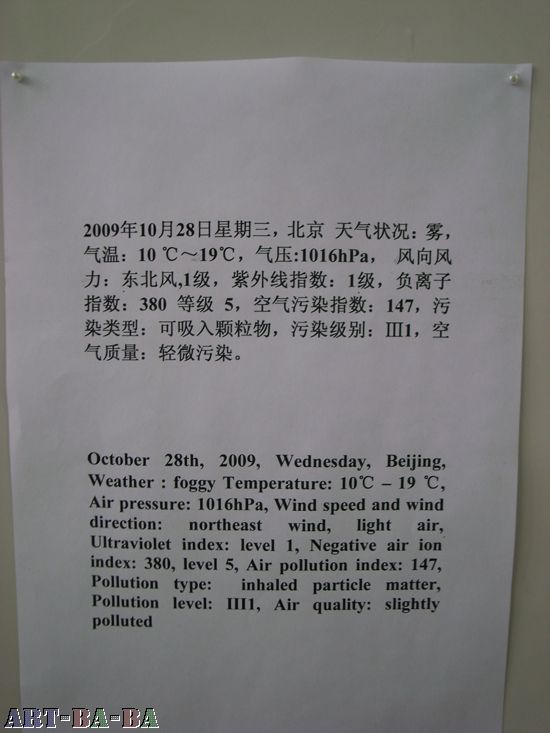 2009年10月28日星期三，北京 天气状况：雾，
气温：10 ℃～19℃，气压:1016hPa， 风向风
力：东北风,1级，紫外线指数：1级，负离子
指数：380 等级 5，空气污染指数：147，污
染类型：可吸入颗粒物，污染级别：Ⅲ1，空
气质量：轻微污染。
October 28th, 2009, Wednesday, Beijing,
Weather : foggy Temperature: 10℃ – 19 ℃,
Air pressure: 1016hPa, Wind speed and wind
direction: northeast wind, light air,
Ultraviolet index: level 1, Negative air ion
index: 380, level 5, Air pollution index: 147,
Pollution type: inhaled particle matter,
Pollution level: III1, Air quality: slightly
polluted
ART-BA-BA